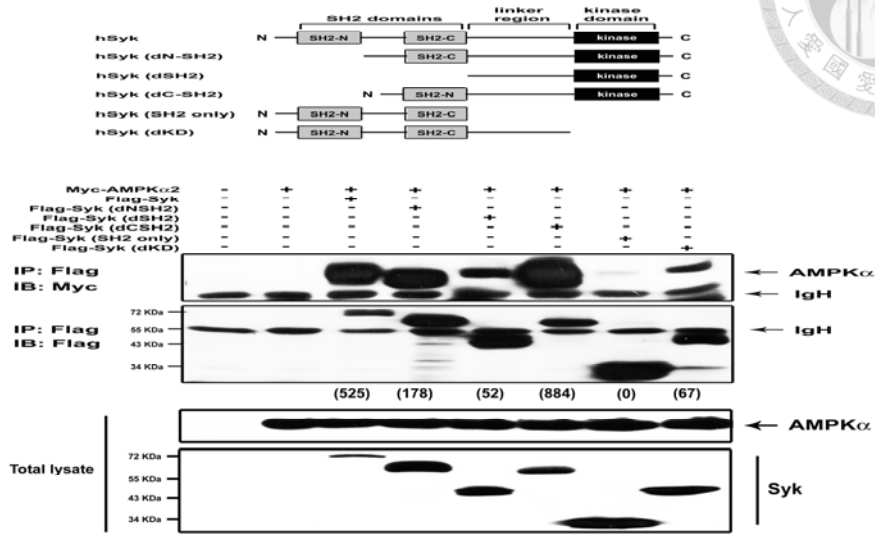 SH2 domains linker region kinase domain
hSyk N SH2-N SH2-C kinase C
hSyk (dN-SH2) SH2-C kinase C
hSyk (dSH2) kinase C
hSyk (dC-SH2) N SH2-N kinase C
hSyk (SH2 only) N SH2-N SH2-C
hSyk (dKD) N SH2-N SH2-C
Myc-AMPKα2 - + + + + + + +
Flag-Syk - - + - - - - -
Flag-Syk (dNSH2) - - - + - - - -
Flag-Syk (dSH2) - - - - + - - -
Flag-Syk (dCSH2) - - - - - + - -
Flag-Syk (SH2 only) - - - - - - + -
Flag-Syk (dKD) - - - - - - - +
IP: Flag
IB: Myc
AMPKα
IgH
IP: Flag
IB: Flag
72 KDa
55 KDa
43 KDa
34 KDa
IgH
(525) (178) (52) (884) (0) (67)
AMPKα
Total lysate
72 KDa
55 KDa
43 KDa
34 KDa
Syk
人 愛 國 愛